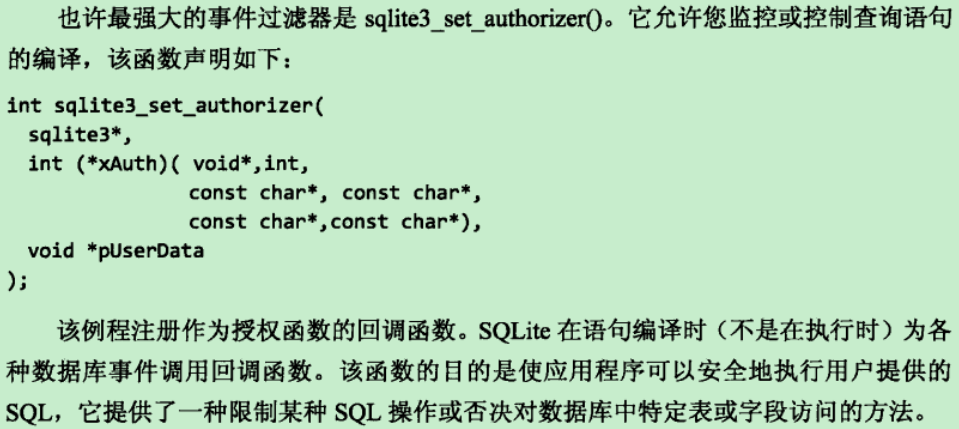 也许最强大的事件过滤器是 sqlite3_set_authorizer()。它允许您监控或控制查询语句
的编译，该函数声明如下：
int sqlite3_set_authorizer(
  sqlite3*,
  int (*xAuth)( void*,int,
                const char*, const char*,
                const char*,const char*),
  void *pUserData
);
该例程注册作为授权函数的回调函数。SQLite 在语句编译时（不是在执行时）为各
种数据库事件调用回调函数。该函数的目的是使应用程序可以安全地执行用户提供的
SQL，它提供了一种限制某种 SQL 操作或否决对数据库中特定表或字段访问的方法。